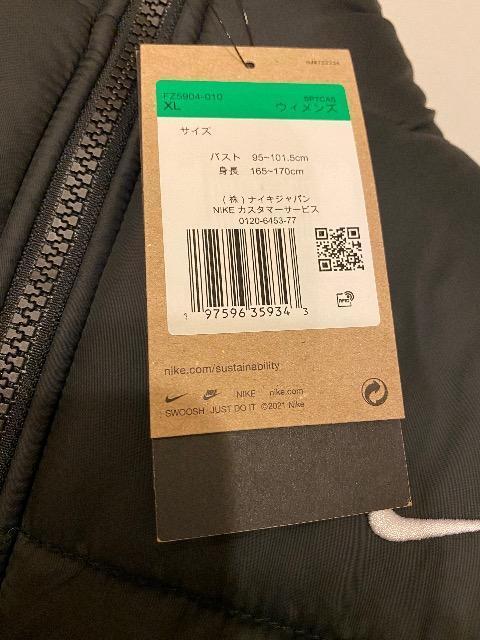 FZ5904-010 SPTCAS
XL ウィメンズ
サイズ
バスト 95~101.5cm
身長 165~170cm
(株)ナイキジャパン
NIKE カスタマーサービス
0120-6453-77
97596 35934 3
RFID
nike.com/sustainability
NIKE nike.com
SWOOSH JUST DO IT ©2021 Nike